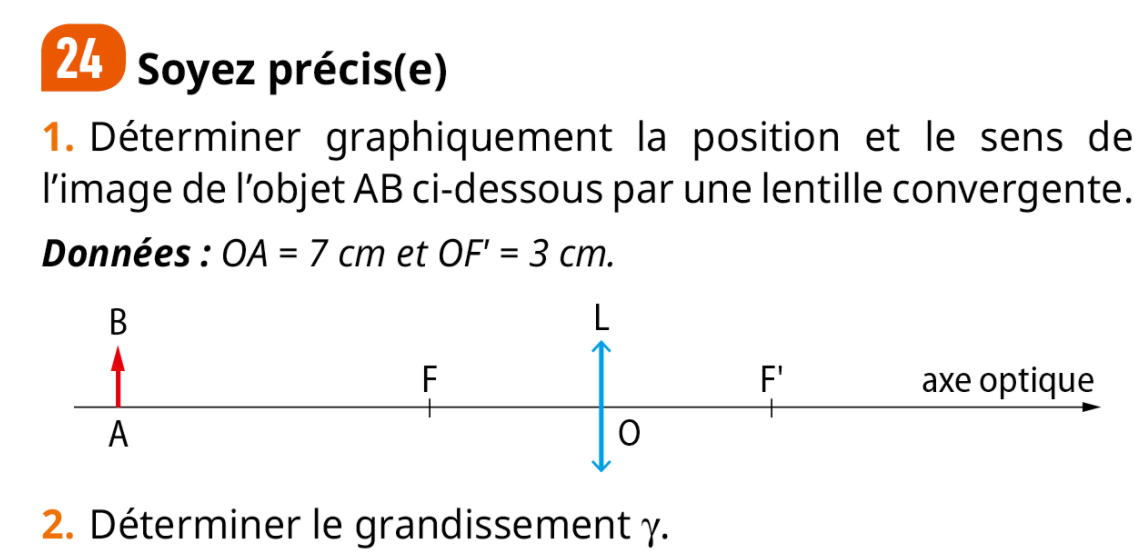 24 Soyez précis(e)
1. Déterminer graphiquement la position et le sens de
l'image de l'objet AB ci-dessous par une lentille convergente.
Données : OA = 7 cm et OF' = 3 cm.
B L
F F' axe optique
A O
2. Déterminer le grandissement γ.